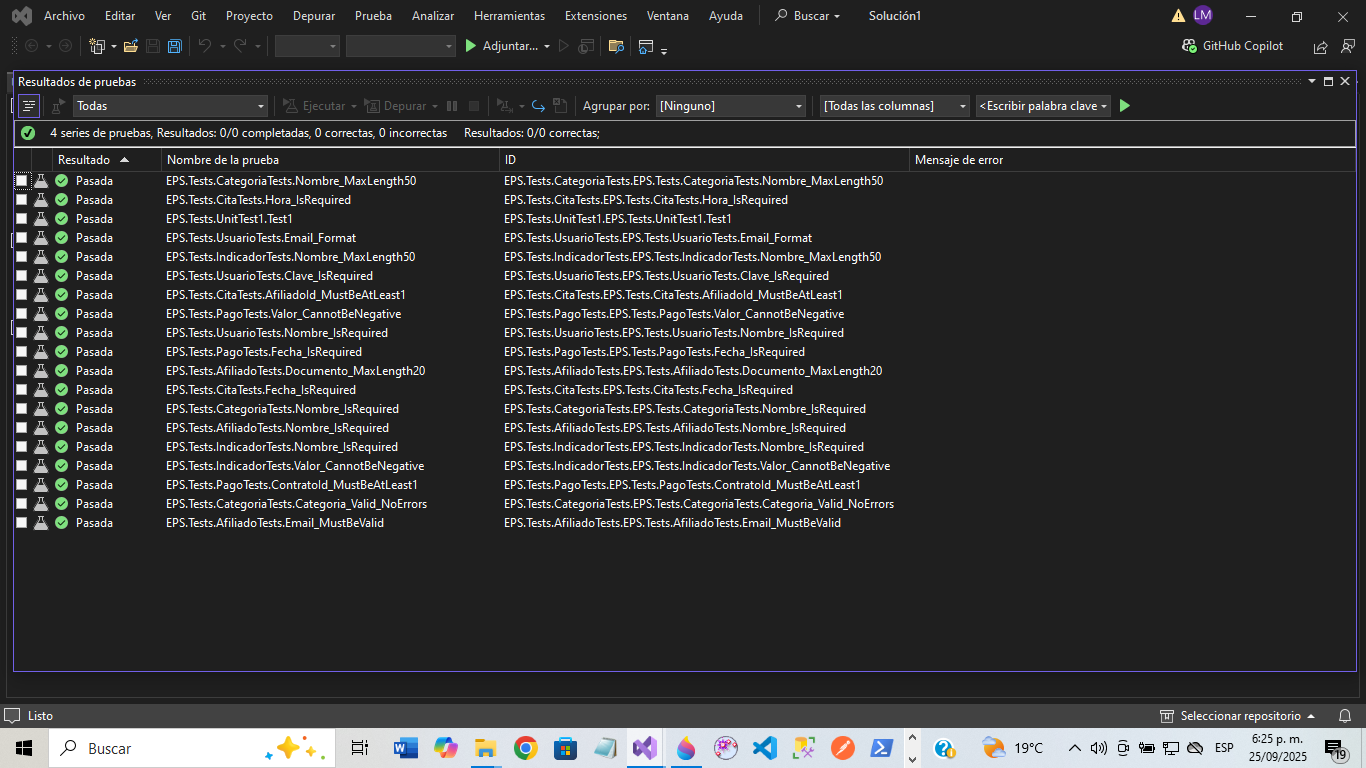 Archivo Editar Ver Git Proyecto Depurar Prueba Analizar Herramientas Extensiones Ventana Ayuda Buscar Solución1 LM
Adjuntar... GitHub Copilot
Resultados de pruebas
Todas Ejecutar Depurar Agrupar por: [Ninguno] [Todas las columnas] <Escribir palabra clave
4 series de pruebas, Resultados: 0/0 completadas, 0 correctas, 0 incorrectas Resultados: 0/0 correctas;
Resultado Nombre de la prueba ID Mensaje de error
Pasada EPS.Tests.CategoriaTests.Nombre_MaxLength50 EPS.Tests.CategoriaTests.EPS.Tests.CategoriaTests.Nombre_MaxLength50
Pasada EPS.Tests.CitaTests.Hora_IsRequired EPS.Tests.CitaTests.EPS.Tests.CitaTests.Hora_IsRequired
Pasada EPS.Tests.UnitTest1.Test1 EPS.Tests.UnitTest1.EPS.Tests.UnitTest1.Test1
Pasada EPS.Tests.UsuarioTests.Email_Format EPS.Tests.UsuarioTests.EPS.Tests.UsuarioTests.Email_Format
Pasada EPS.Tests.IndicadorTests.Nombre_MaxLength50 EPS.Tests.IndicadorTests.EPS.Tests.IndicadorTests.Nombre_MaxLength50
Pasada EPS.Tests.UsuarioTests.Clave_IsRequired EPS.Tests.UsuarioTests.EPS.Tests.UsuarioTests.Clave_IsRequired
Pasada EPS.Tests.CitaTests.AfiliadoId_MustBeAtLeast1 EPS.Tests.CitaTests.EPS.Tests.CitaTests.AfiliadoId_MustBeAtLeast1
Pasada EPS.Tests.PagoTests.Valor_CannotBeNegative EPS.Tests.PagoTests.EPS.Tests.PagoTests.Valor_CannotBeNegative
Pasada EPS.Tests.UsuarioTests.Nombre_IsRequired EPS.Tests.UsuarioTests.EPS.Tests.UsuarioTests.Nombre_IsRequired
Pasada EPS.Tests.PagoTests.Fecha_IsRequired EPS.Tests.PagoTests.EPS.Tests.PagoTests.Fecha_IsRequired
Pasada EPS.Tests.AfiliadoTests.Documento_MaxLength20 EPS.Tests.AfiliadoTests.EPS.Tests.AfiliadoTests.Documento_MaxLength20
Pasada EPS.Tests.CitaTests.Fecha_IsRequired EPS.Tests.CitaTests.EPS.Tests.CitaTests.Fecha_IsRequired
Pasada EPS.Tests.CategoriaTests.Nombre_IsRequired EPS.Tests.CategoriaTests.EPS.Tests.CategoriaTests.Nombre_IsRequired
Pasada EPS.Tests.AfiliadoTests.Nombre_IsRequired EPS.Tests.AfiliadoTests.EPS.Tests.AfiliadoTests.Nombre_IsRequired
Pasada EPS.Tests.IndicadorTests.Nombre_IsRequired EPS.Tests.IndicadorTests.EPS.Tests.IndicadorTests.Nombre_IsRequired
Pasada EPS.Tests.IndicadorTests.Valor_CannotBeNegative EPS.Tests.IndicadorTests.EPS.Tests.IndicadorTests.Valor_CannotBeNegative
Pasada EPS.Tests.PagoTests.ContratoId_MustBeAtLeast1 EPS.Tests.PagoTests.EPS.Tests.PagoTests.ContratoId_MustBeAtLeast1
Pasada EPS.Tests.CategoriaTests.Categoria_Valid_NoErrors EPS.Tests.CategoriaTests.EPS.Tests.CategoriaTests.Categoria_Valid_NoErrors
Pasada EPS.Tests.AfiliadoTests.Email_MustBeValid EPS.Tests.AfiliadoTests.EPS.Tests.AfiliadoTests.Email_MustBeValid
Listo Seleccionar repositorio
Buscar 19°C ESP 6:25 p. m.
25/09/2025 19